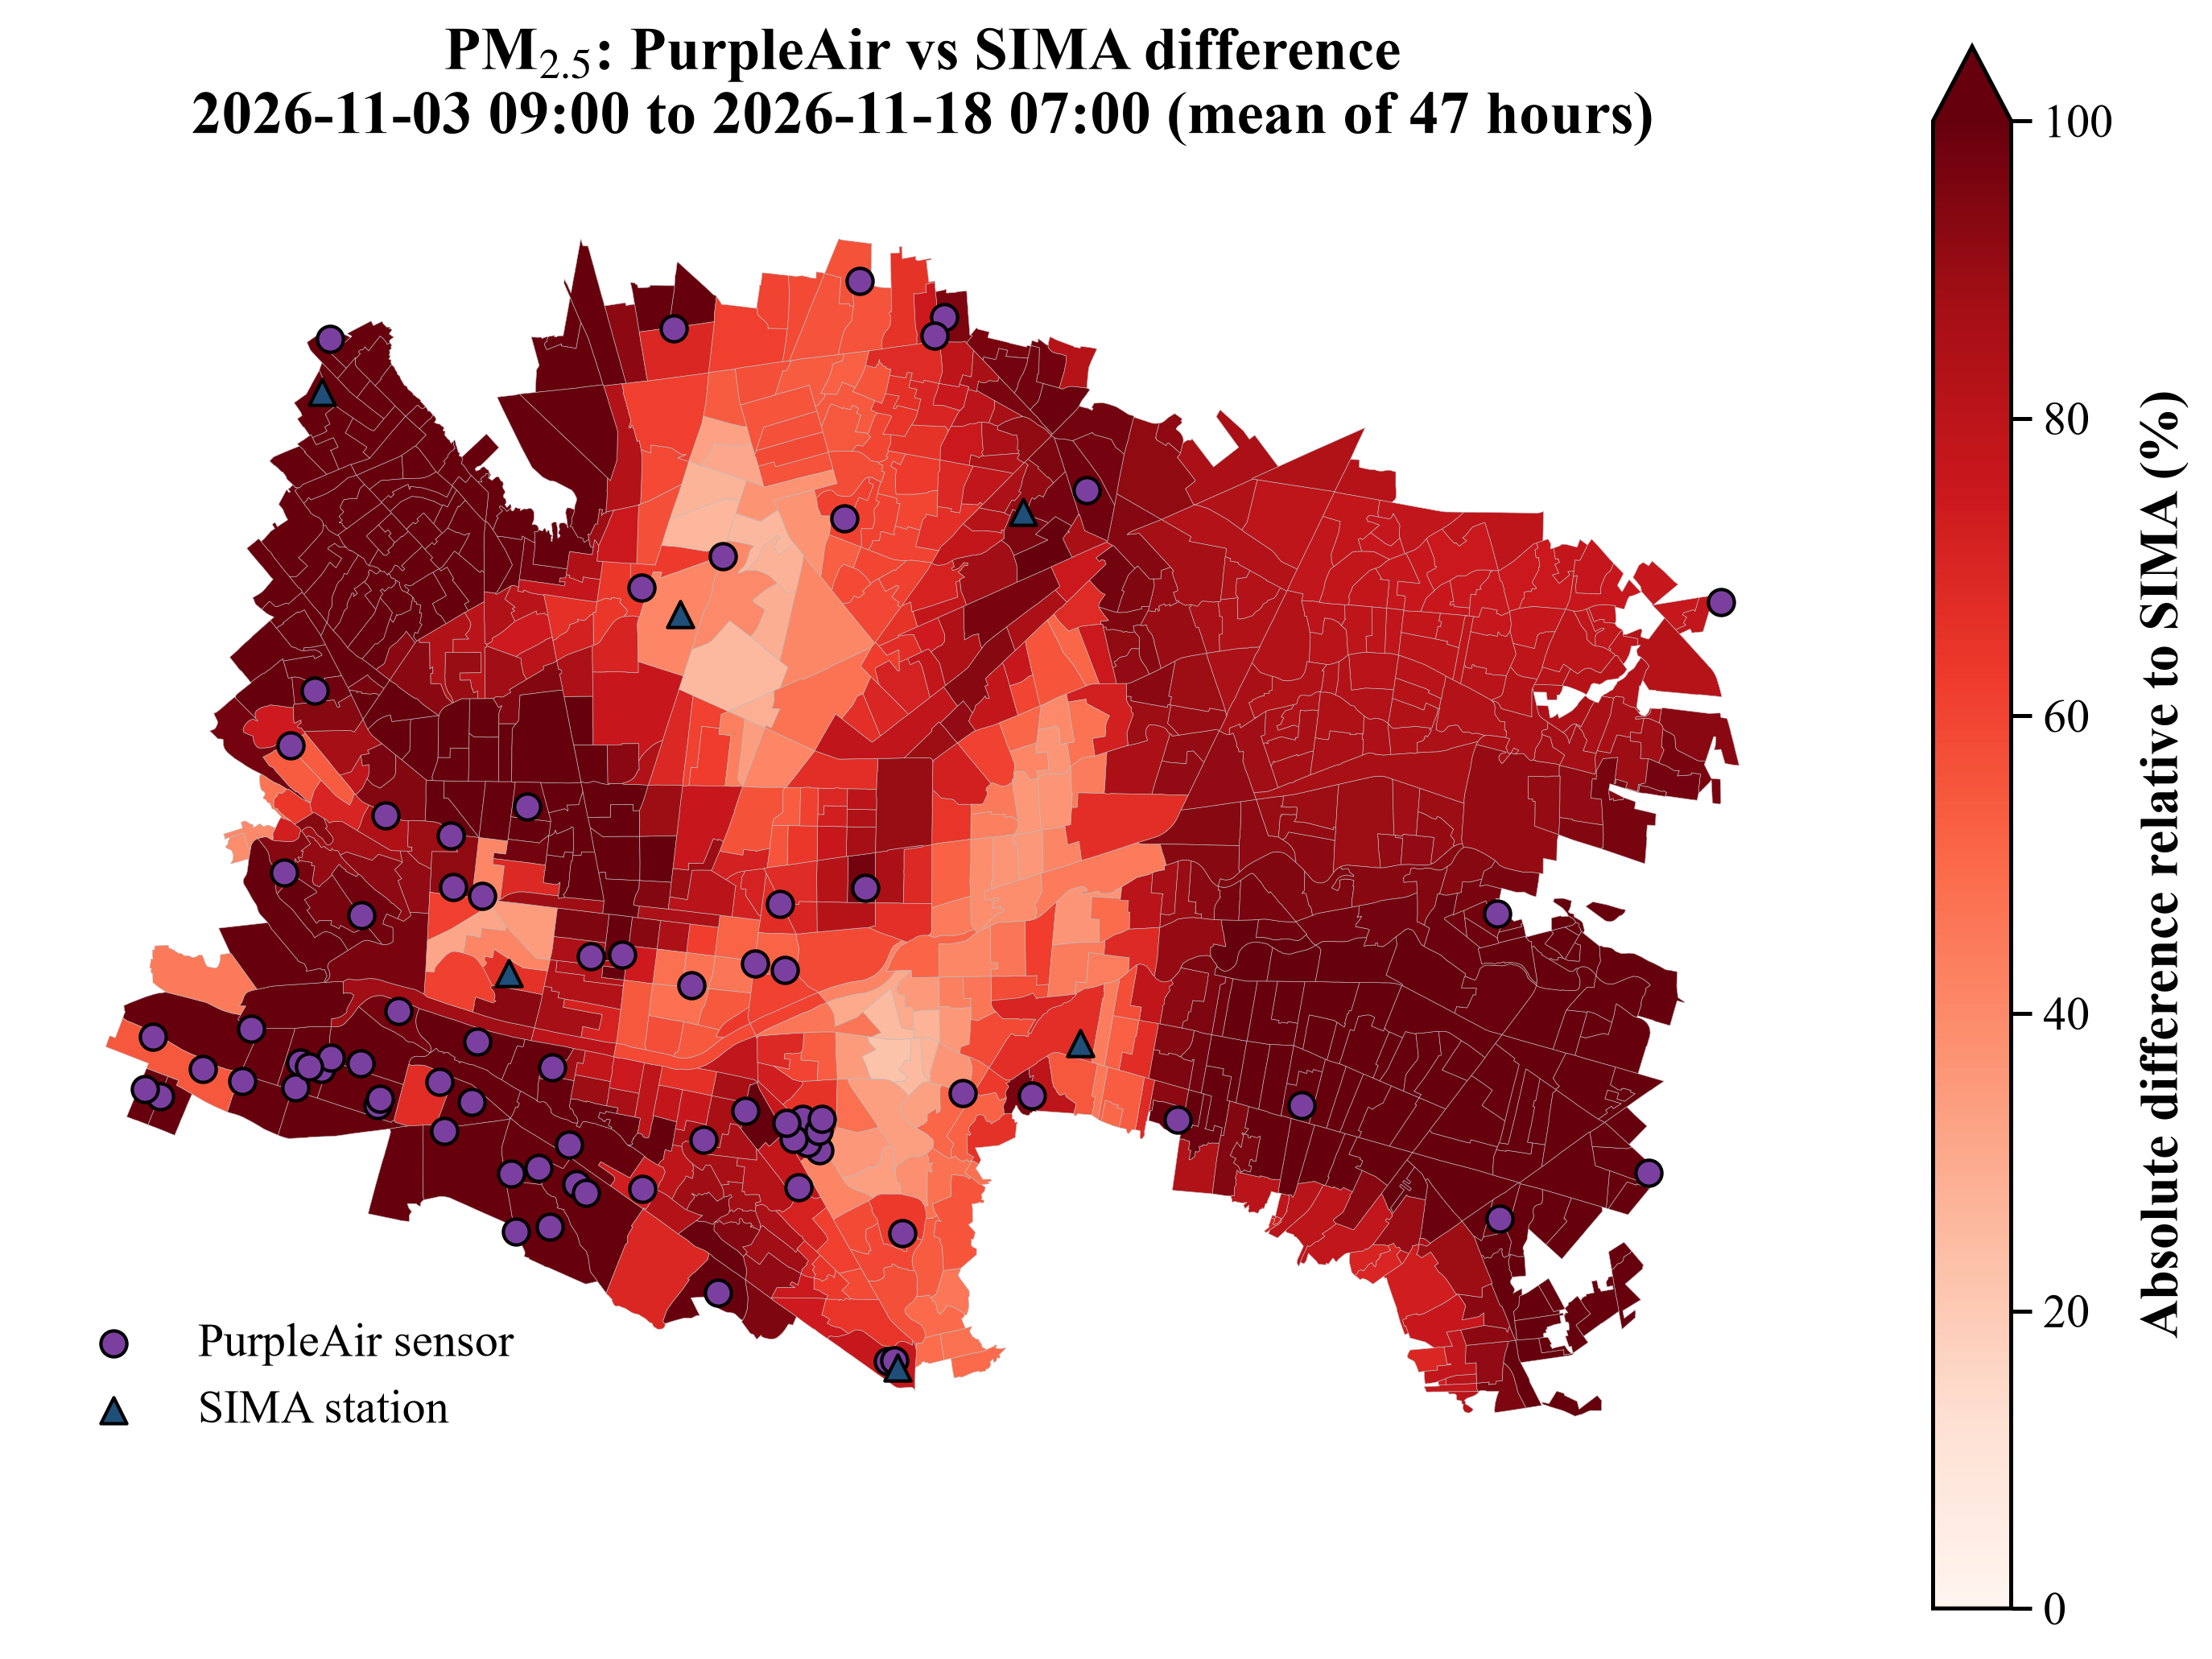 PM2.5: PurpleAir vs SIMA difference
2026-11-03 09:00 to 2026-11-18 07:00 (mean of 47 hours)
100
80
60
40
20
0
Absolute difference relative to SIMA (%)
PurpleAir sensor
SIMA station